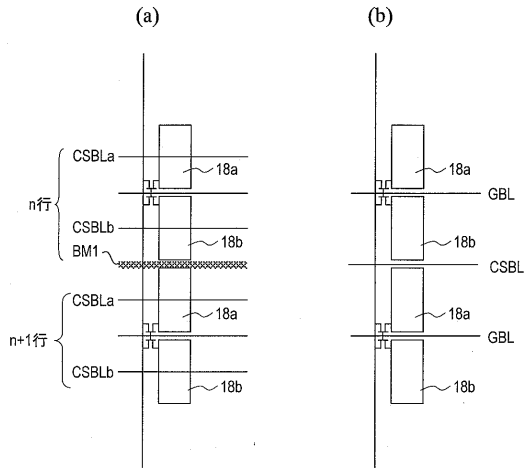 (a)
(b)
CSBLa
18a
n行
CSBLb
18b
BM1
CSBLa
18a
n+1行
CSBLb
18b
18a
GBL
18b
CSBL
18a
GBL
18b